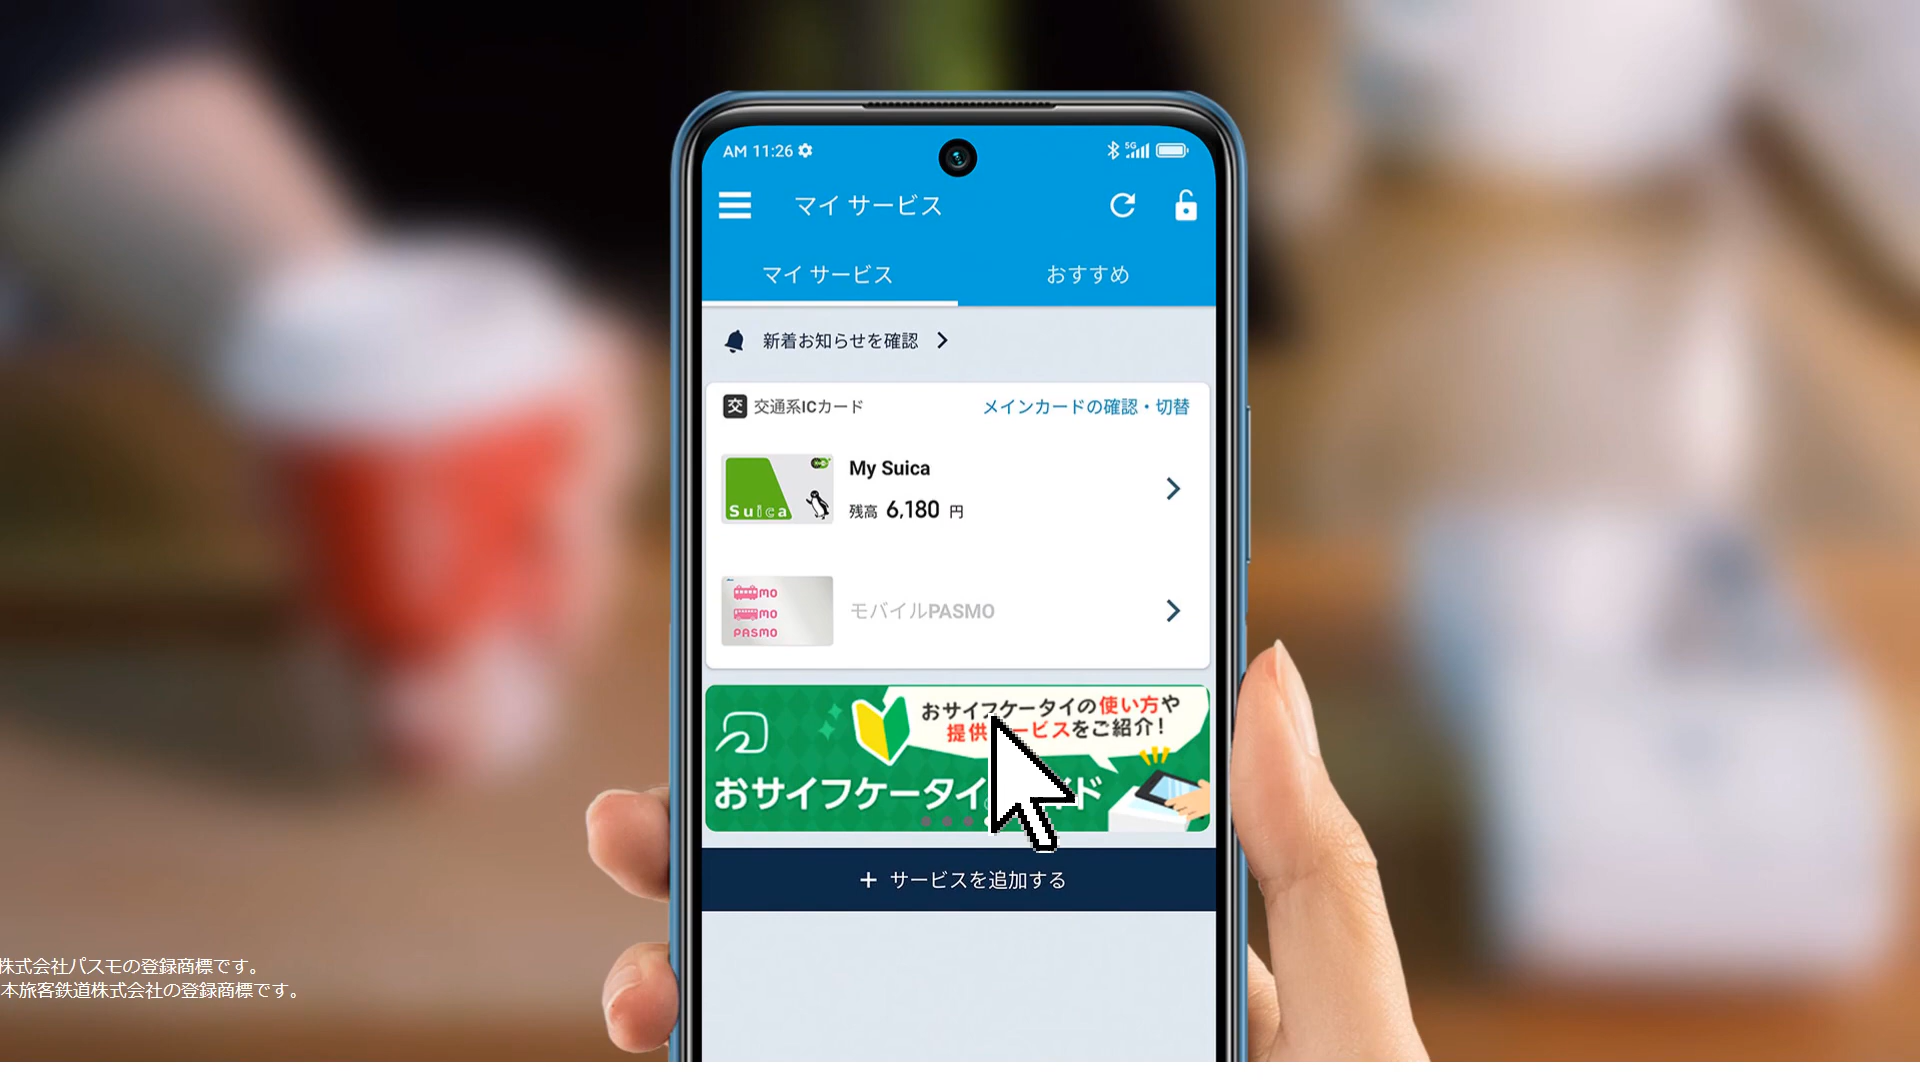 AM 11:26
5G
マイ サービス
マイ サービス
おすすめ
新着お知らせを確認
交 交通系ICカード
メインカードの確認・切替
Suica
My Suica
残高 6,180 円
mo
mo
PASMO
モバイルPASMO
おサイフケータイの使い方や
提供 ービスをご紹介!
おサイフケータイ ド
+ サービスを追加する
株式会社パスモの登録商標です。
本旅客鉄道株式会社の登録商標です。